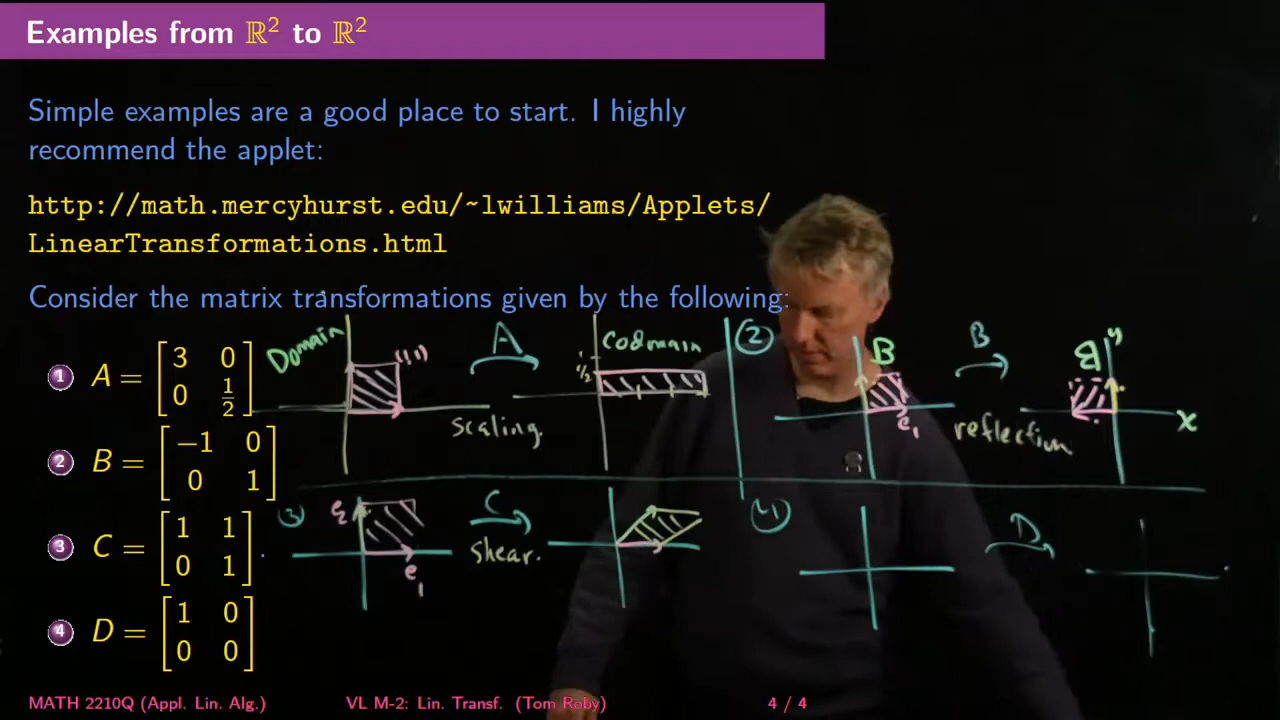 Examples from ℝ² to ℝ²
Simple examples are a good place to start. I highly
recommend the applet:
http://math.mercyhurst.edu/~lwilliams/Applets/
LinearTransformations.html
Consider the matrix transformations given by the following:
1 A = [3 0; 0 1/2]
2 B = [−1 0; 0 1]
3 C = [1 1; 0 1].
4 D = [1 0; 0 0]
Domain (1,1)
A
scaling.
Codmain
1
1/2
2
B
e₁
B
reflection
B
y
x
3
e₂
e₁
C
shear.
4
D
MATH 2210Q (Appl. Lin. Alg.) VL M-2: Lin. Transf. (Tom Roby) 4 / 4